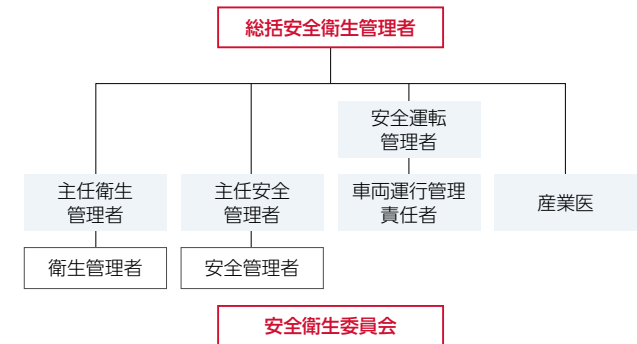 総括安全衛生管理者
安全運転
管理者
主任衛生
管理者
主任安全
管理者
車両運行管理
責任者
産業医
衛生管理者
安全管理者
安全衛生委員会